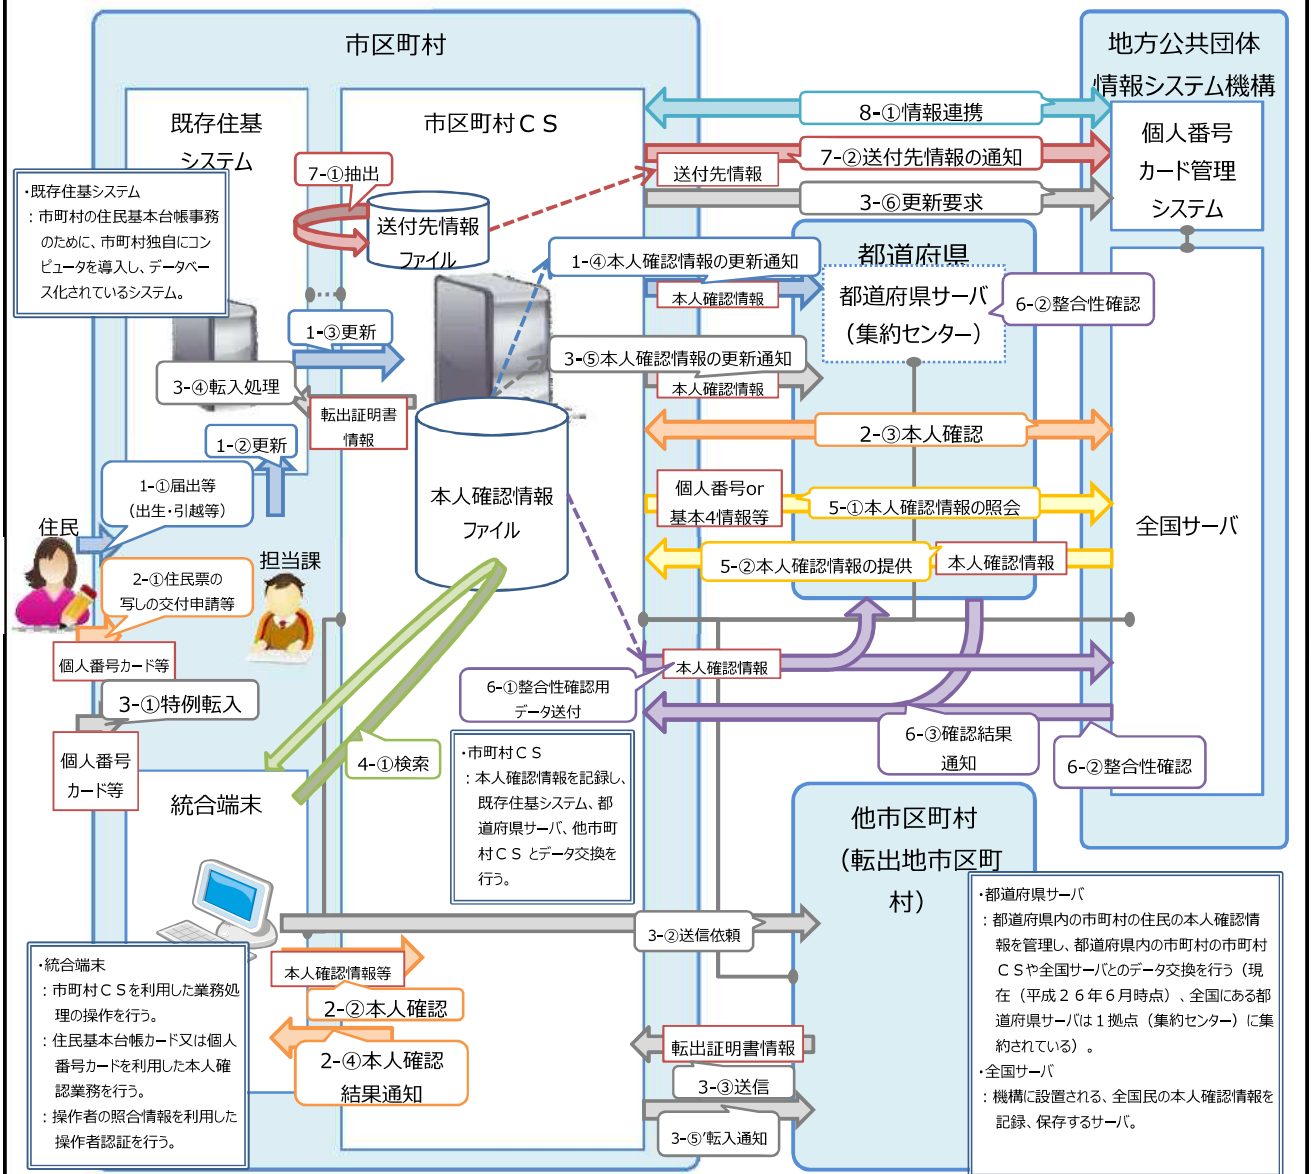 市区町村
地方公共団体
情報システム機構
既存住基
システム
市区町村ＣＳ
個人番号
カード管理
システム
8-①情報連携
7-①抽出
送付先情報
7-②送付先情報の通知
3-⑥更新要求
・既存住基システム
：市町村の住民基本台帳事務
のために、市町村独自にコン
ピュータを導入し、データベー
ス化されているシステム。
送付先情報
ファイル
都道府県
1-④本人確認情報の更新通知
本人確認情報
都道府県サーバ
（集約センター）
6-②整合性確認
1-③更新
3-⑤本人確認情報の更新通知
本人確認情報
3-④転入処理
転出証明書
情報
2-③本人確認
1-②更新
1-①届出等
（出生・引越等）
本人確認情報
ファイル
個人番号or
基本4情報等
5-①本人確認情報の照会
全国サーバ
住民
担当課
5-②本人確認情報の提供
本人確認情報
2-①住民票の
写しの交付申請等
個人番号カード等
本人確認情報
3-①特例転入
6-①整合性確認用
データ送付
個人番号
カード等
4-①検索
6-③確認結果
通知
6-②整合性確認
・市町村ＣＳ
：本人確認情報を記録し、
既存住基システム、都
道府県サーバ、他市町
村ＣＳ とデータ交換を
行う。
統合端末
他市区町村
（転出地市区町
村）
3-②送信依頼
・都道府県サーバ
：都道府県内の市町村の住民の本人確認情
報を管理し、都道府県内の市町村の市町村
ＣＳや全国サーバとのデータ交換を行う（現
在（平成２６年６月時点）、全国にある都
道府県サーバは１拠点（集約センター）に集
約されている）。
・全国サーバ
：機構に設置される、全国民の本人確認情報を
記録、保存するサーバ。
・統合端末
：市町村ＣＳを利用した業務処
理の操作を行う。
：住民基本台帳カード又は個人
番号カードを利用した本人確
認業務を行う。
：操作者の照合情報を利用した
操作者認証を行う。
本人確認情報等
2-②本人確認
2-④本人確認
結果通知
転出証明書情報
3-③送信
3-⑤’転入通知